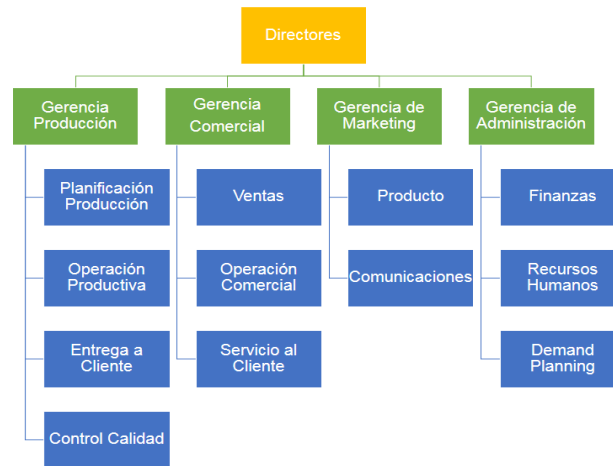 Directores
Gerencia
Producción
Gerencia
Comercial
Gerencia de
Marketing
Gerencia de
Administración
Planificación
Producción
Ventas
Producto
Finanzas
Operación
Productiva
Operación
Comercial
Comunicaciones
Recursos
Humanos
Entrega a
Cliente
Servicio al
Cliente
Demand
Planning
Control Calidad